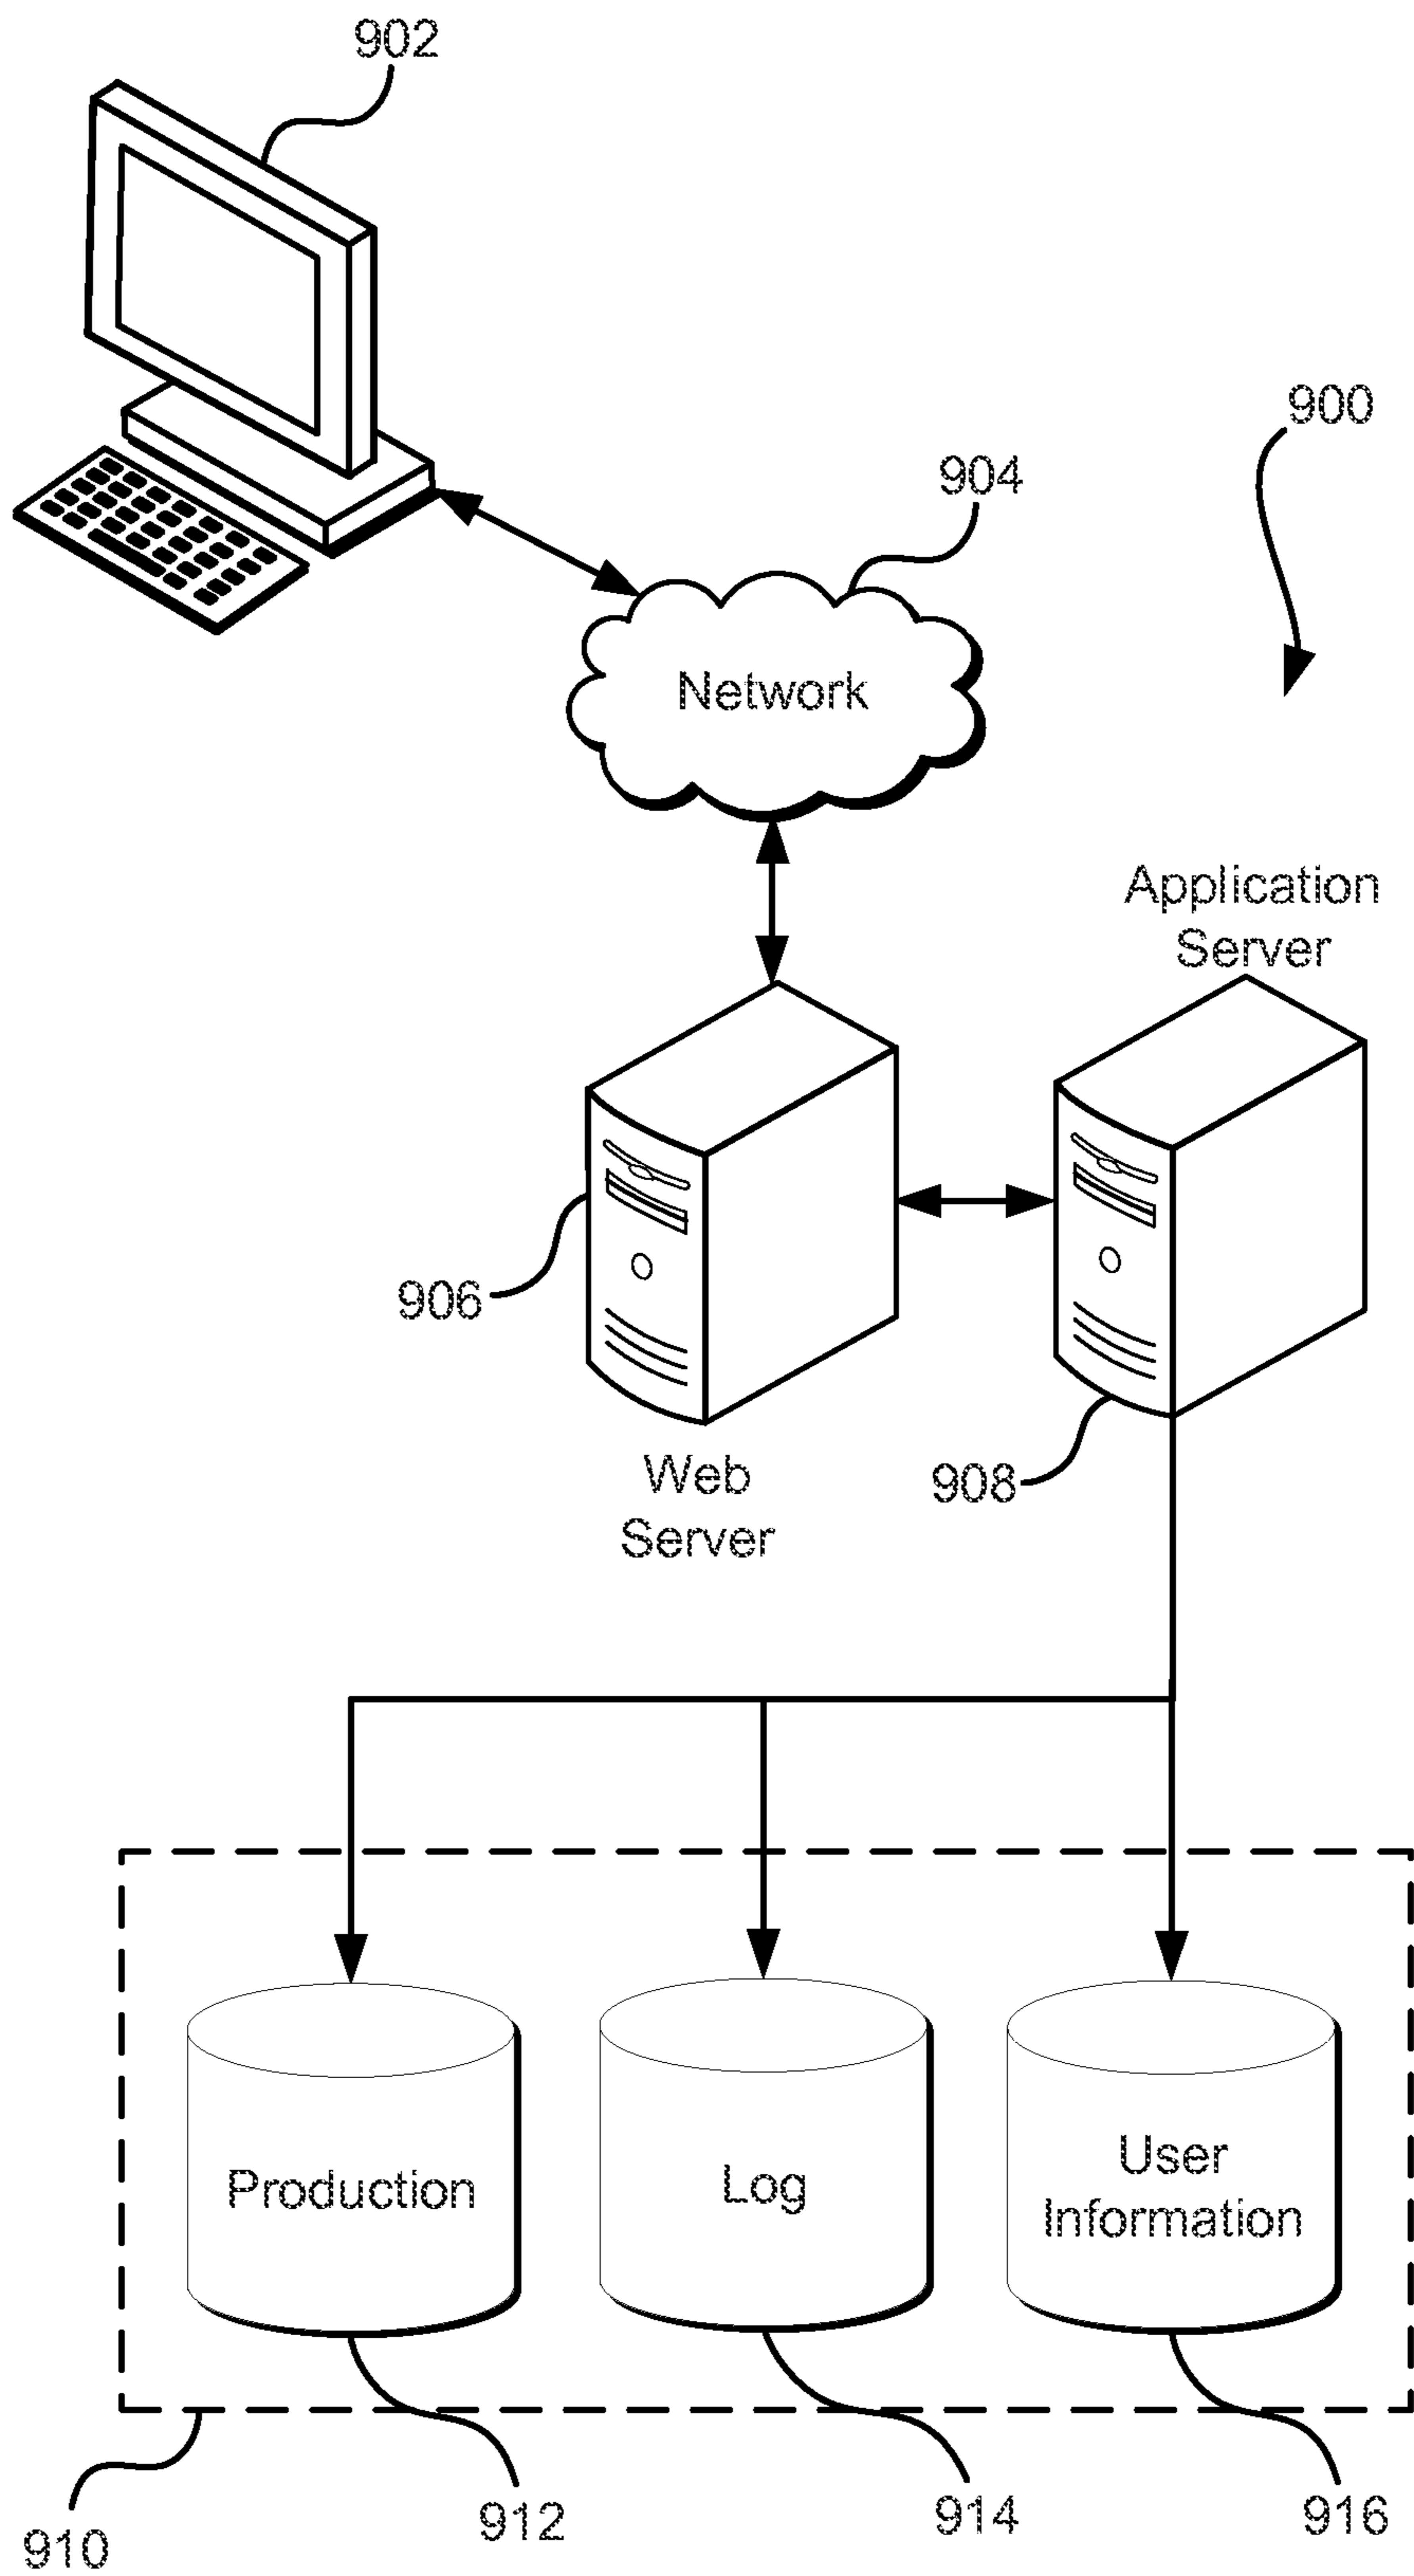 902
900
904
Network
Application
Server
906
908
Web
Server
Production
Log
User
Information
910
912
914
916